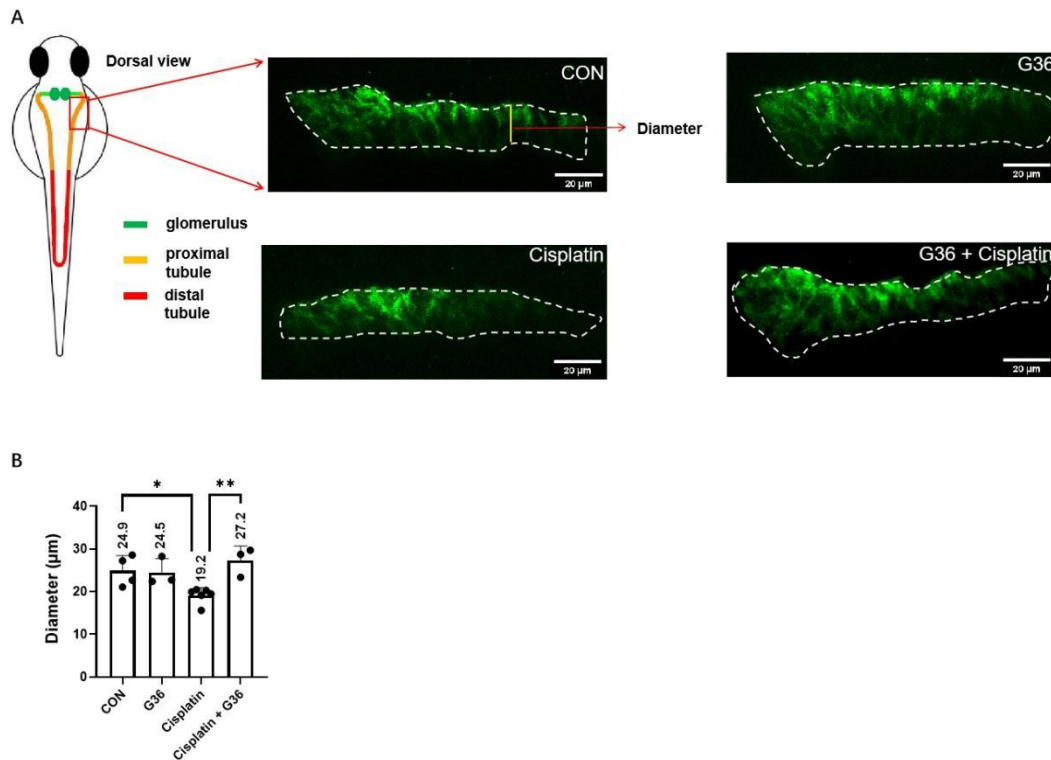 A
Dorsal view
CON
G36
Diameter
20 µm
20 µm
glomerulus
proximal
tubule
distal
tubule
Cisplatin
G36 + Cisplatin
20 µm
20 µm
B
*
**
40
30
20
10
0
Diameter (µm)
24.9
24.5
19.2
27.2
CON
G36
Cisplatin
Cisplatin + G36